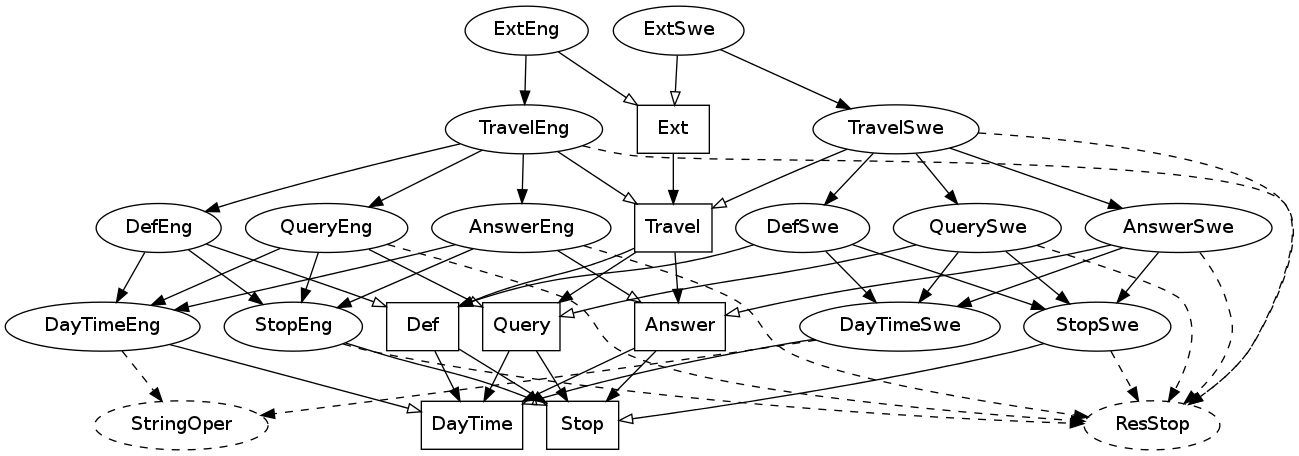 ExtEng
ExtSwe
TravelEng
Ext
TravelSwe
DefEng
QueryEng
AnswerEng
Travel
DefSwe
QuerySwe
AnswerSwe
DayTimeEng
StopEng
Def
Query
Answer
DayTimeSwe
StopSwe
StringOper
DayTime
Stop
ResStop